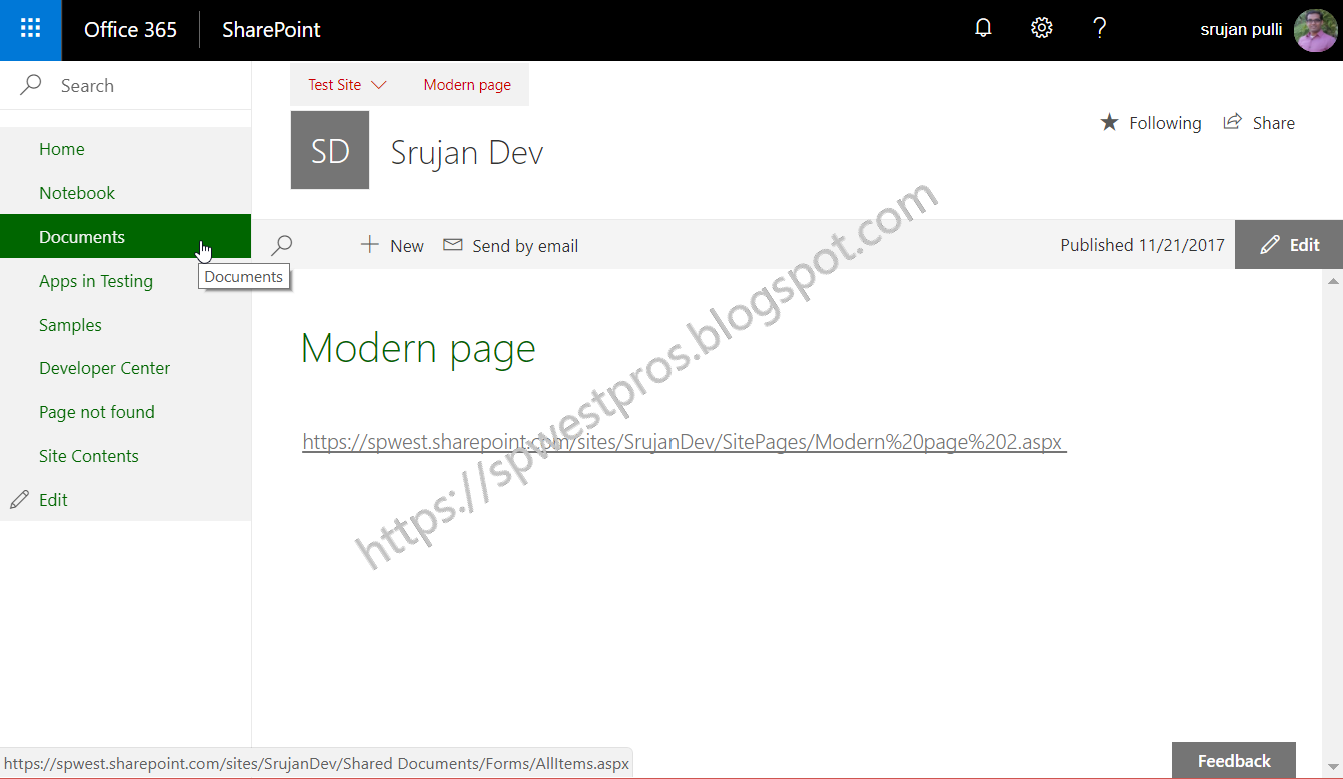 Office 365 SharePoint srujan pulli
Search
Test Site Modern page
SD
Srujan Dev
Following Share
Home
Notebook
Documents
Documents
Apps in Testing
Samples
Developer Center
Page not found
Site Contents
Edit
New Send by email Published 11/21/2017 Edit
Modern page
https://spwest.sharepoint.com/sites/SrujanDev/SitePages/Modern%20page%202.aspx
https://spwestpros.blogspot.com
https://spwest.sharepoint.com/sites/SrujanDev/Shared Documents/Forms/AllItems.aspx
Feedback